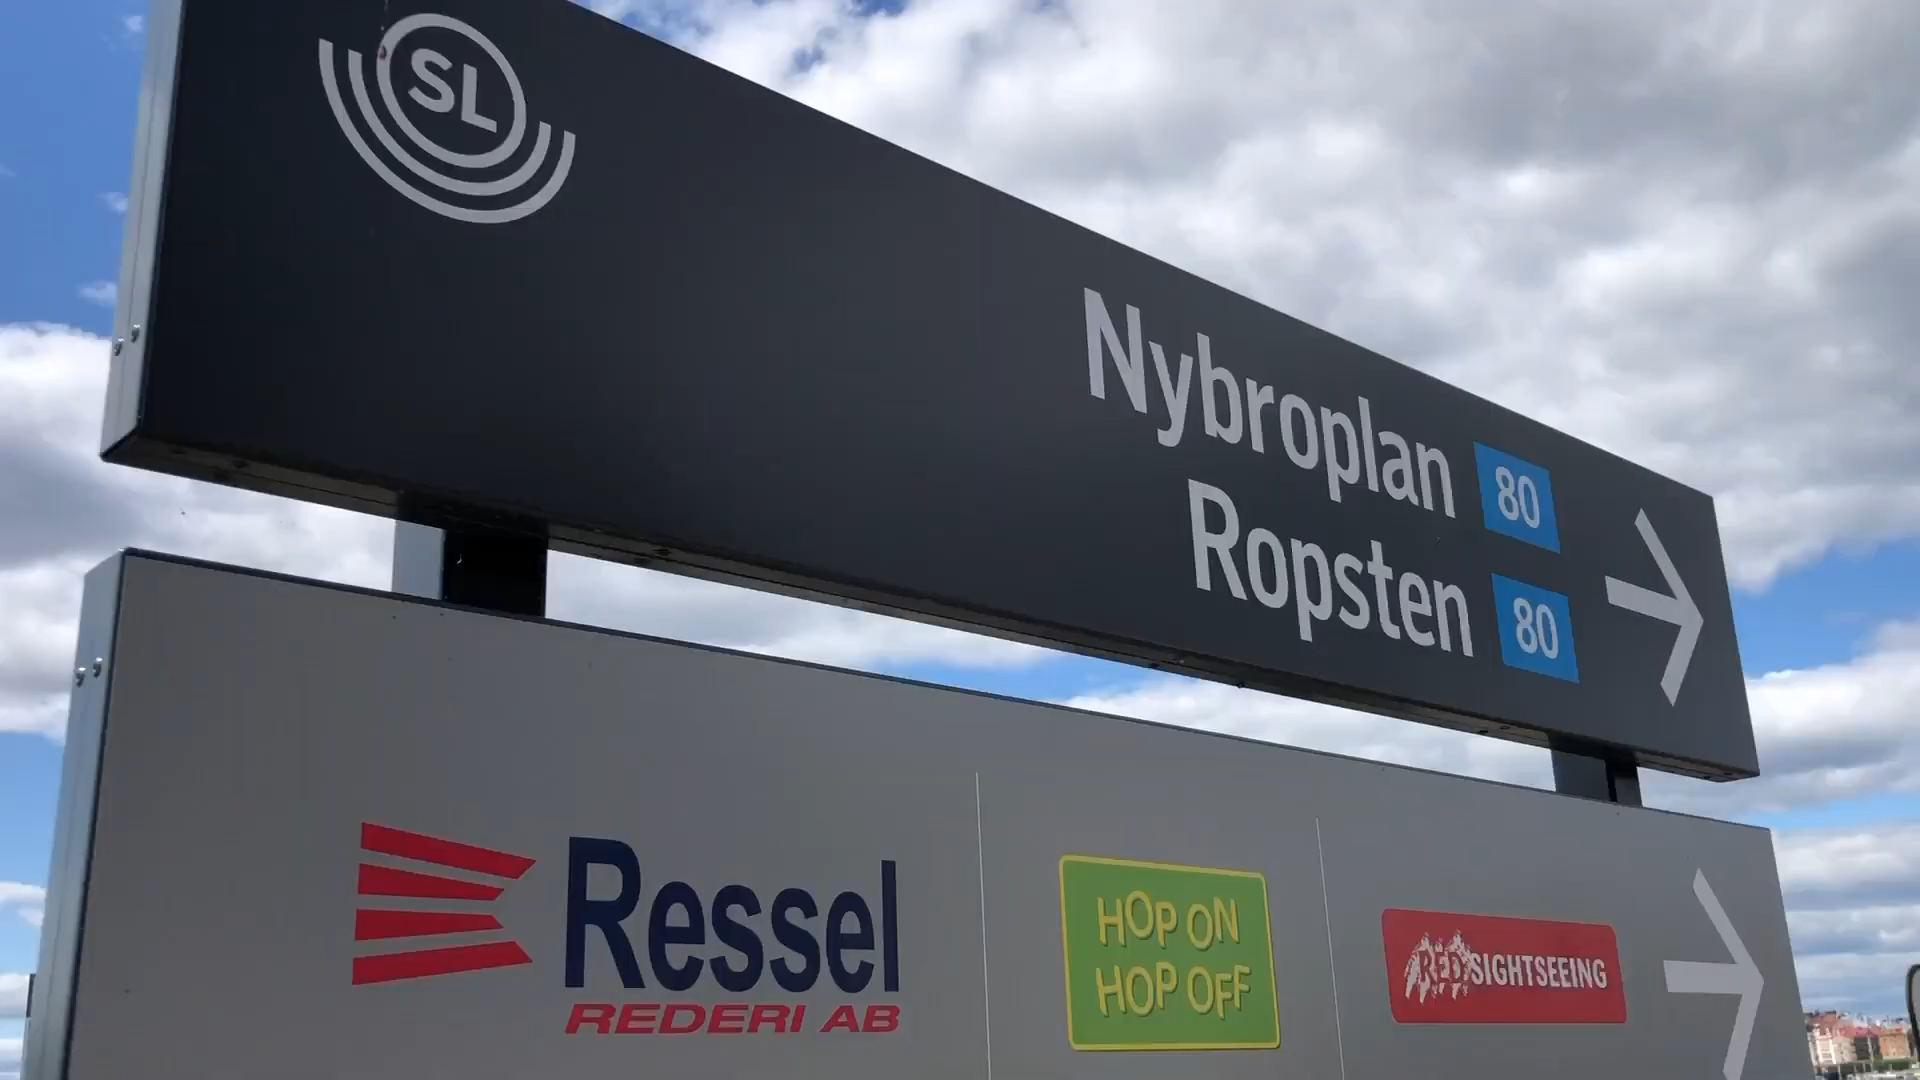 SL
Nybroplan 80
Ropsten 80
Ressel
REDERI AB
HOP ON
HOP OFF
RED SIGHTSEEING